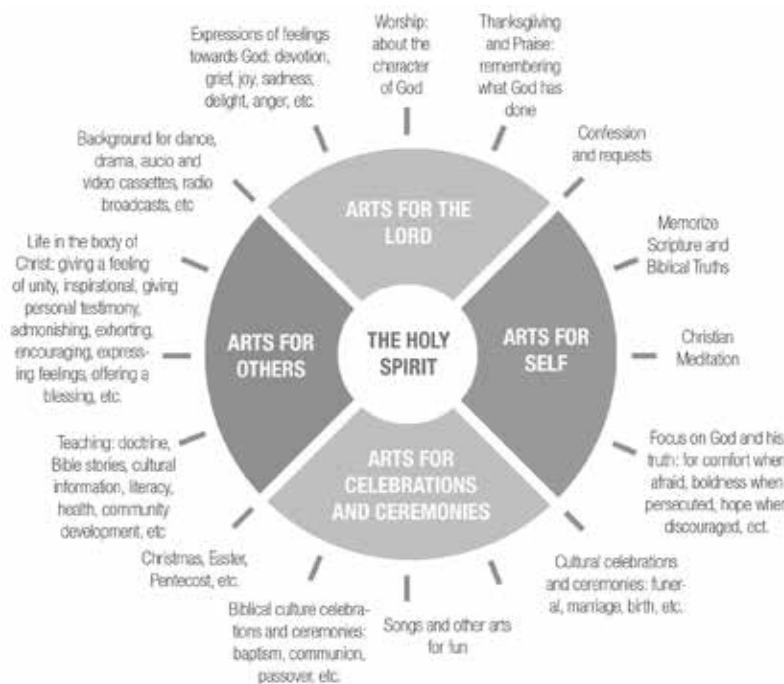 Worship:
about the
character
of God
Thanksgiving
and Praise:
remembering
what God has
done
Expressions of feelings
towards God: devotion,
grief, joy, sadness,
delight, anger, etc.
Confession
and requests
Background for dance,
drama, aucio and
video cassettes, radio
broadcasts, etc
ARTS FOR THE
LORD
Memorize
Scripture and
Biblical Truths
Life in the body of
Christ: giving a feeling
of unity, inspirational, giving
personal testimony,
admonishing, exhorting,
encouraging, express-
ing feelings, offering a
blessing, etc.
ARTS FOR
OTHERS
THE HOLY
SPIRIT
ARTS FOR
SELF
Christian
Meditation
Teaching: doctrine,
Bible stories, cultural
information, literacy,
health, community
development, etc
ARTS FOR
CELEBRATIONS
AND CEREMONIES
Focus on God and his
truth: for comfort when
afraid, boldness when
persecuted, hope when
discouraged, ect.
Christmas, Easter,
Pentecost, etc.
Biblical culture celebra-
tions and ceremonies:
baptism, communion,
passover, etc.
Songs and other arts
for fun
Cultural celebrations
and ceremonies: funer-
al, marriage, birth, etc.